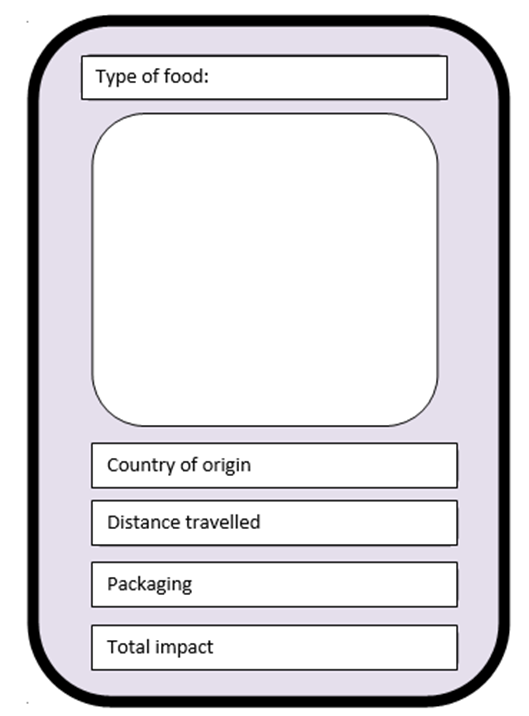 Type of food:
Country of origin
Distance travelled
Packaging
Total impact